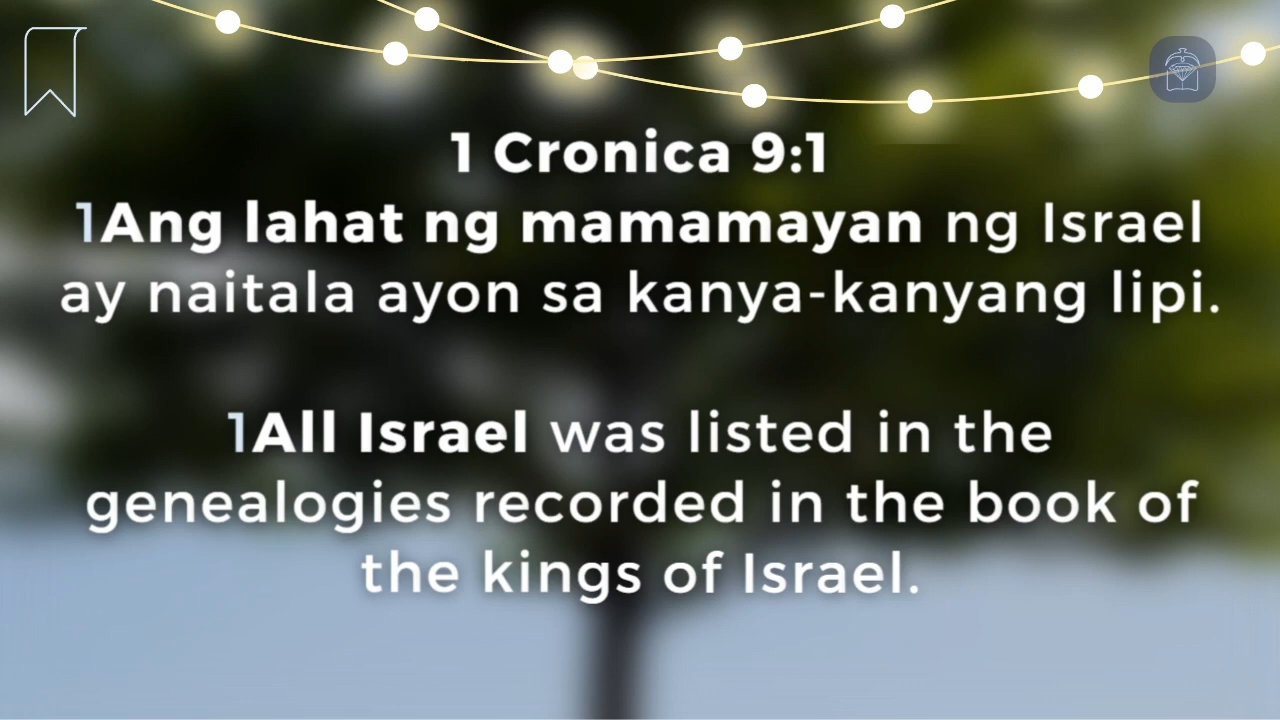 1 Cronica 9:1
1Ang lahat ng mamamayan ng Israel
ay naitala ayon sa kanya-kanyang lipi.
1All Israel was listed in the
genealogies recorded in the book of
the kings of Israel.